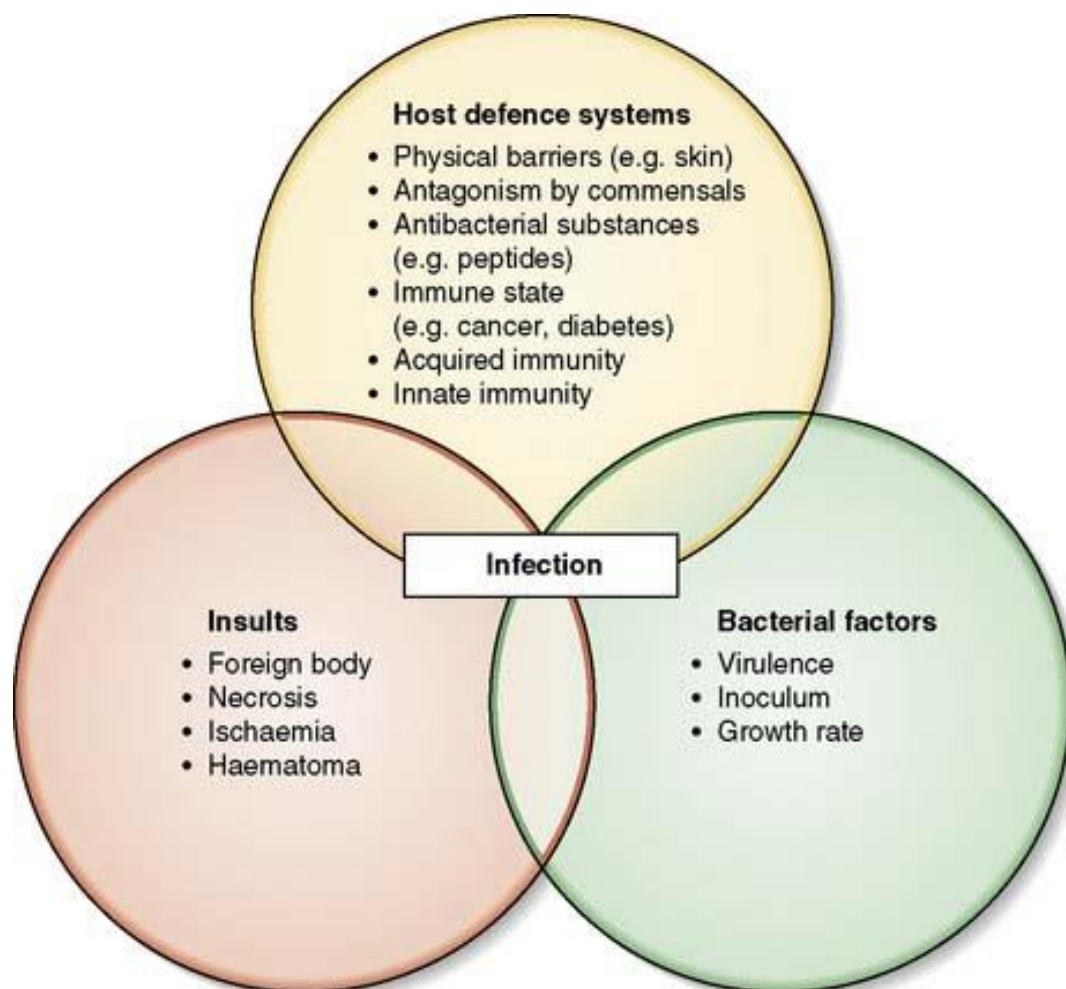 Host defence systems
• Physical barriers (e.g. skin)
• Antagonism by commensals
• Antibacterial substances
(e.g. peptides)
• Immune state
(e.g. cancer, diabetes)
• Acquired immunity
• Innate immunity
Infection
Insults
• Foreign body
• Necrosis
• Ischaemia
• Haematoma
Bacterial factors
• Virulence
• Inoculum
• Growth rate